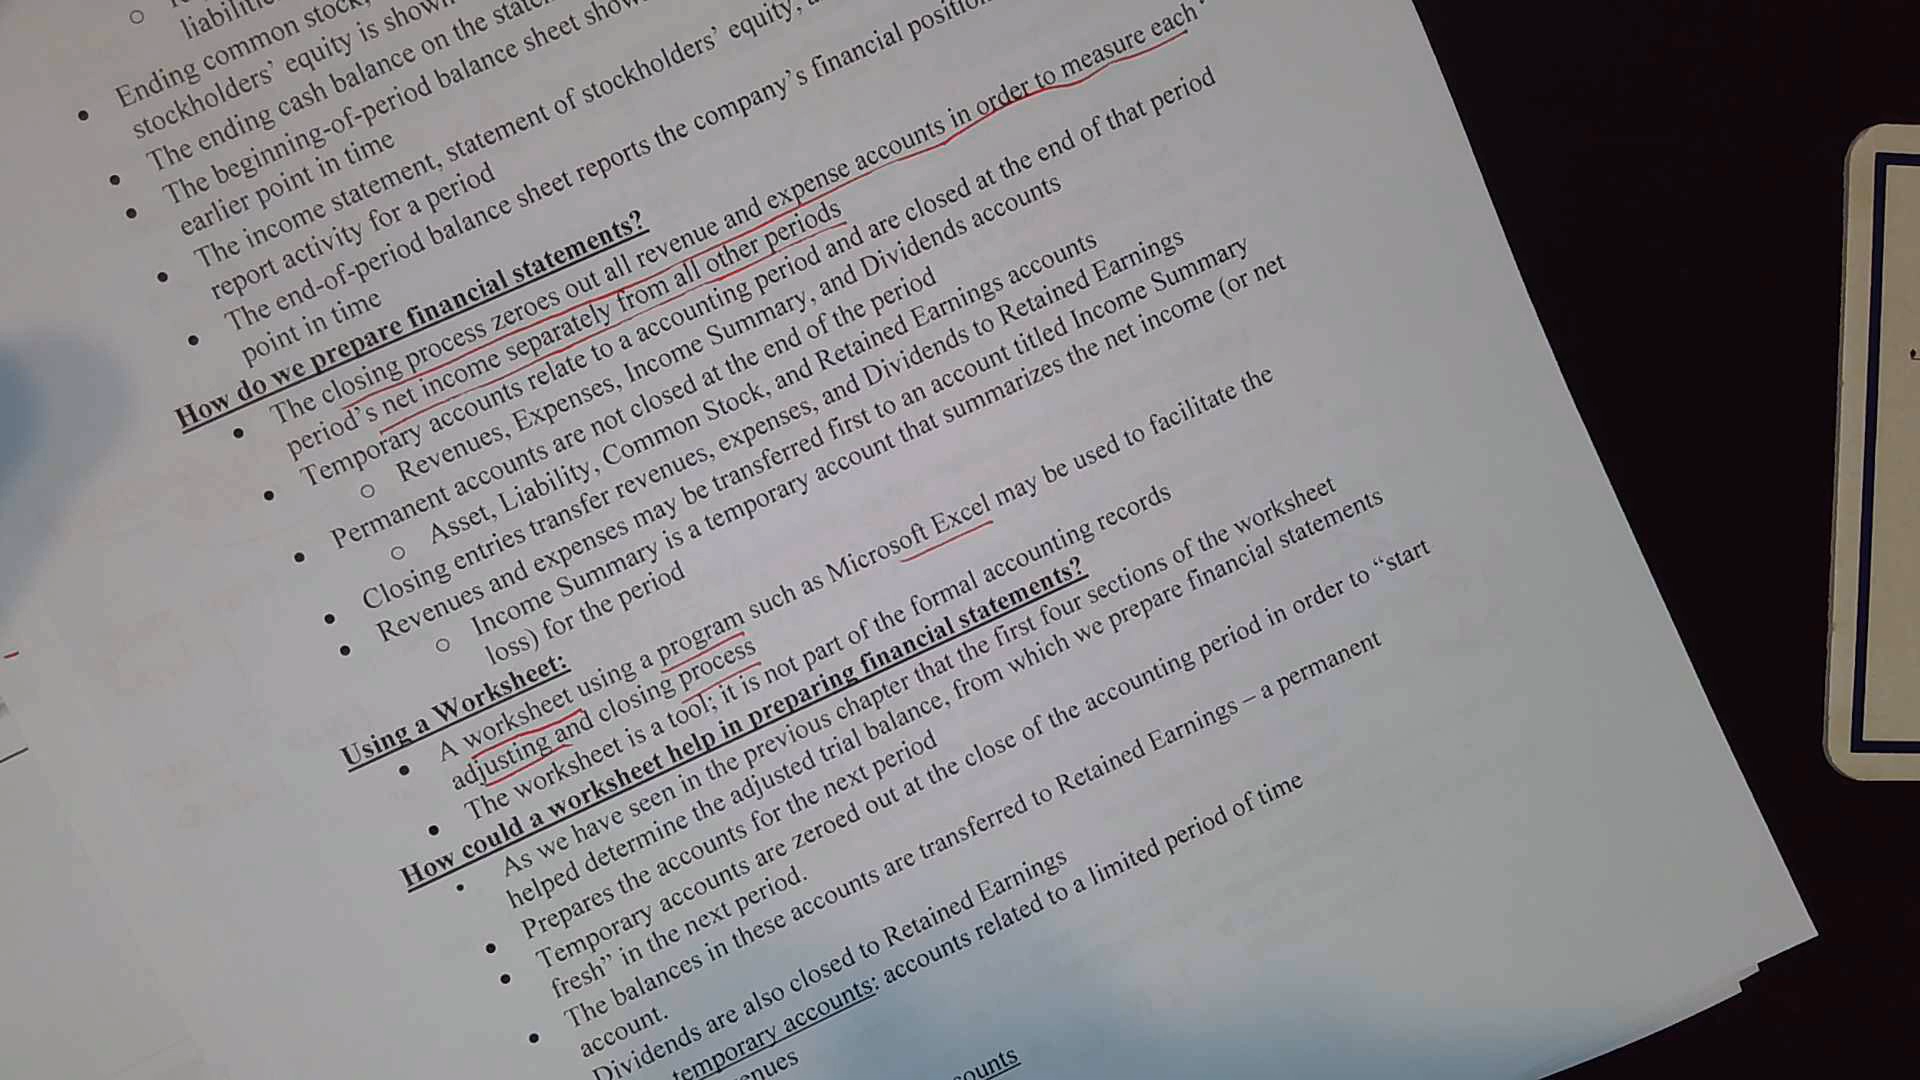 liabilities
Ending common stock,
stockholders' equity is shown
The ending cash balance on the
The beginning-of-period balance sheet
earlier point in time
The income statement, statement of stockholders' equity,
report activity for a period
The end-of-period balance sheet reports the company's financial position
point in time
How do we prepare financial statements?
The closing process zeroes out all revenue and expense accounts in order to measure each
period's net income separately from all other periods
Temporary accounts relate to a accounting period and are closed at the end of that period
Revenues, Expenses, Income Summary, and Dividends accounts
Permanent accounts are not closed at the end of the period
Asset, Liability, Common Stock, and Retained Earnings accounts
Closing entries transfer revenues, expenses, and Dividends to Retained Earnings
Revenues and expenses may be transferred first to an account titled Income Summary
Income Summary is a temporary account that summarizes the net income (or net
loss) for the period
Using a Worksheet:
A worksheet using a program such as Microsoft Excel may be used to facilitate the
adjusting and closing process
The worksheet is a tool; it is not part of the formal accounting records
How could a worksheet help in preparing financial statements?
As we have seen in the previous chapter that the first four sections of the worksheet
helped determine the adjusted trial balance, from which we prepare financial statements
Prepares the accounts for the next period
Temporary accounts are zeroed out at the close of the accounting period in order to “start
fresh” in the next period.
The balances in these accounts are transferred to Retained Earnings – a permanent
account.
Dividends are also closed to Retained Earnings
temporary accounts: accounts related to a limited period of time